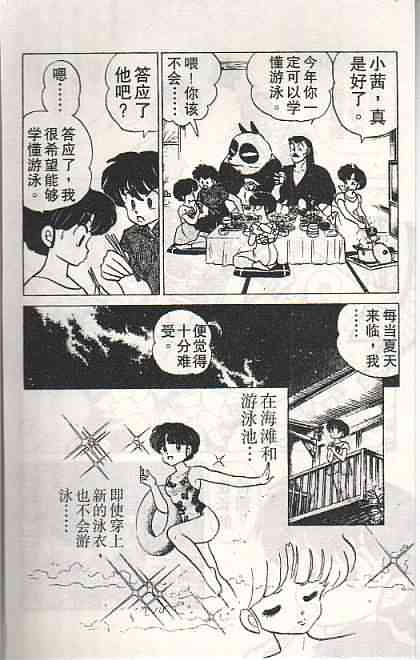 小茜，真
是好了。
今年你一
定可以学
懂游泳。
喂！你该
不会……
答应了
他吧？
嗯……
答应了，我
很希望能够
学懂游泳。
每当夏天
来临，我
……
便觉得
十分难
受。
在海滩和
游泳池…
即使穿上
新的泳衣，
也不会游
泳……